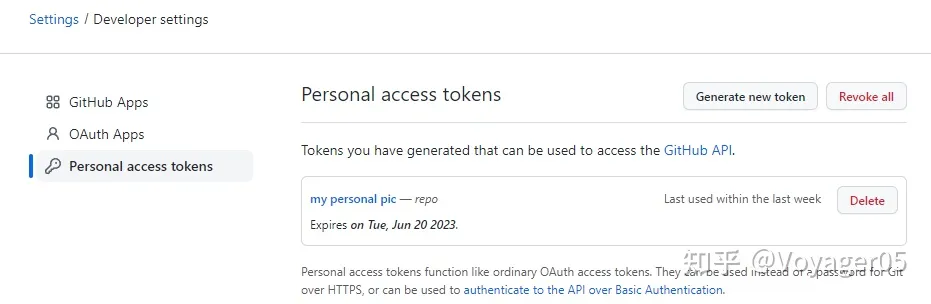 Settings / Developer settings
GitHub Apps
OAuth Apps
Personal access tokens
Personal access tokens
Generate new token
Revoke all
Tokens you have generated that can be used to access the GitHub API.
my personal pic — repo
Last used within the last week
Delete
Expires on Tue, Jun 20 2023.
Personal access tokens function like ordinary OAuth access tokens. They can be used instead of a password for Git
over HTTPS, or can be used to authenticate to the API over Basic Authentication.
知乎 @Voyager05